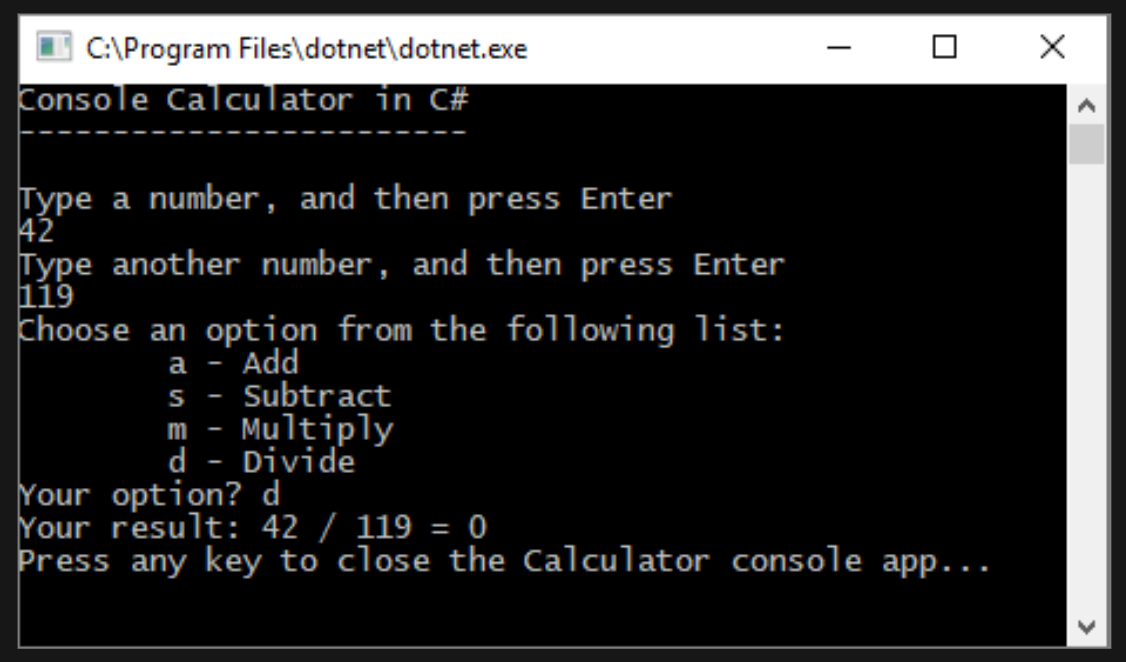 C:\Program Files\dotnet\dotnet.exe
Console Calculator in C#
------------------------
Type a number, and then press Enter
42
Type another number, and then press Enter
119
Choose an option from the following list:
a - Add
s - Subtract
m - Multiply
d - Divide
Your option? d
Your result: 42 / 119 = 0
Press any key to close the Calculator console app...